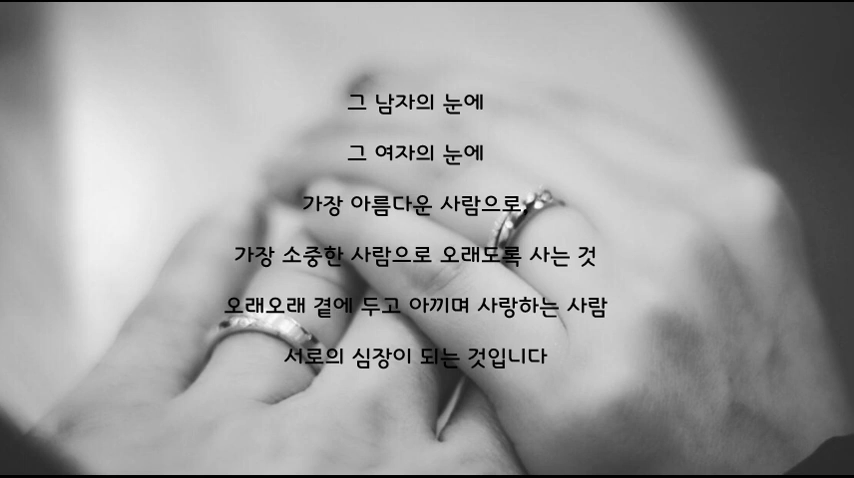 그 남자의 눈에
그 여자의 눈에
가장 아름다운 사람으로,
가장 소중한 사람으로 오래도록 사는 것
오래오래 곁에 두고 아끼며 사랑하는 사람
서로의 심장이 되는 것입니다